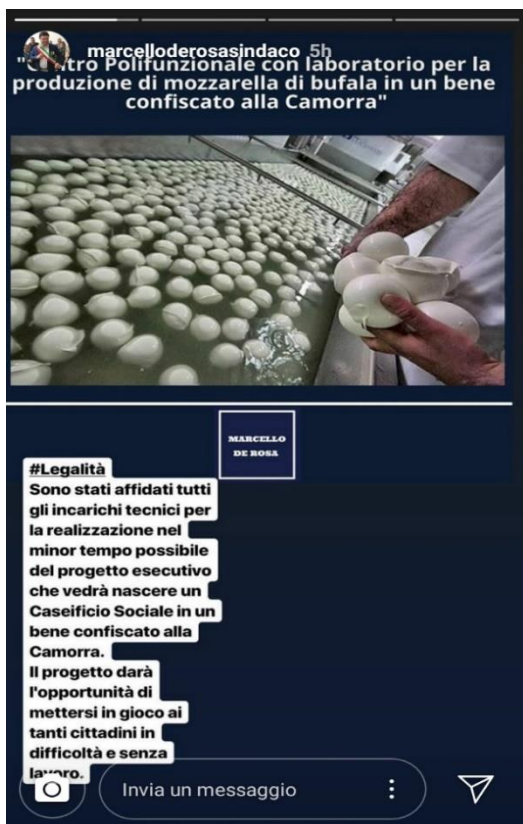 marcelloderosasindaco 5h
"Centro Polifunzionale con laboratorio per la
produzione di mozzarella di bufala in un bene
confiscato alla Camorra"
MARCELLO
DE ROSA
#Legalità
Sono stati affidati tutti
gli incarichi tecnici per
la realizzazione nel
minor tempo possibile
del progetto esecutivo
che vedrà nascere un
Caseificio Sociale in un
bene confiscato alla
Camorra.
Il progetto darà
l'opportunità di
mettersi in gioco ai
tanti cittadini in
difficoltà e senza
lavoro.
Invia un messaggio